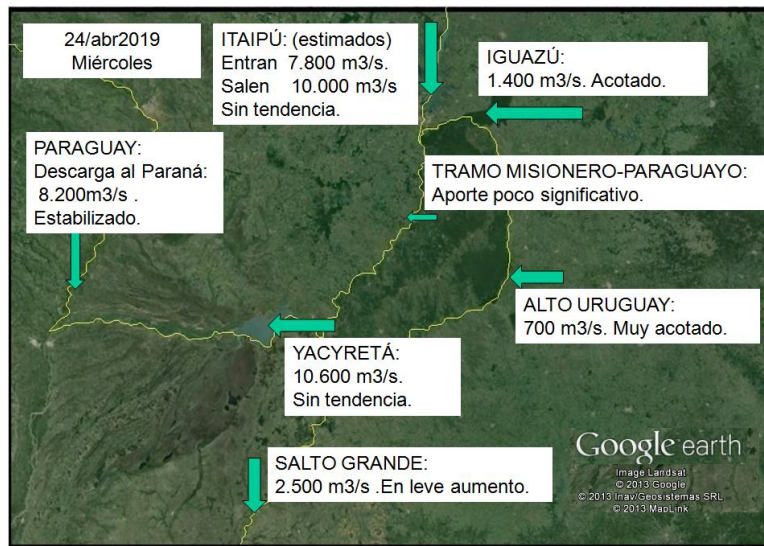 24/abr2019
Miércoles
ITAIPÚ: (estimados)
Entran 7.800 m3/s.
Salen 10.000 m3/s
Sin tendencia.
IGUAZÚ:
1.400 m3/s. Acotado.
PARAGUAY:
Descarga al Paraná:
8.200m3/s .
Estabilizado.
TRAMO MISIONERO-PARAGUAYO:
Aporte poco significativo.
ALTO URUGUAY:
700 m3/s. Muy acotado.
YACYRETÁ:
10.600 m3/s.
Sin tendencia.
SALTO GRANDE:
2.500 m3/s .En leve aumento.
Google earth
Image Landsat
© 2013 Google
© 2013 Inav/Geosistemas SRL
© 2013 MapLink